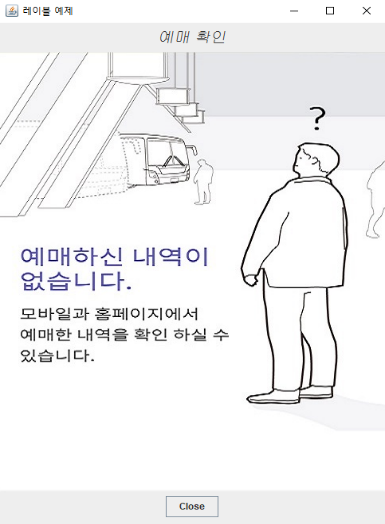 레이블 예제
예매 확인
?
예매하신 내역이
없습니다.
모바일과 홈페이지에서
예매한 내역을 확인 하실 수
있습니다.
Close